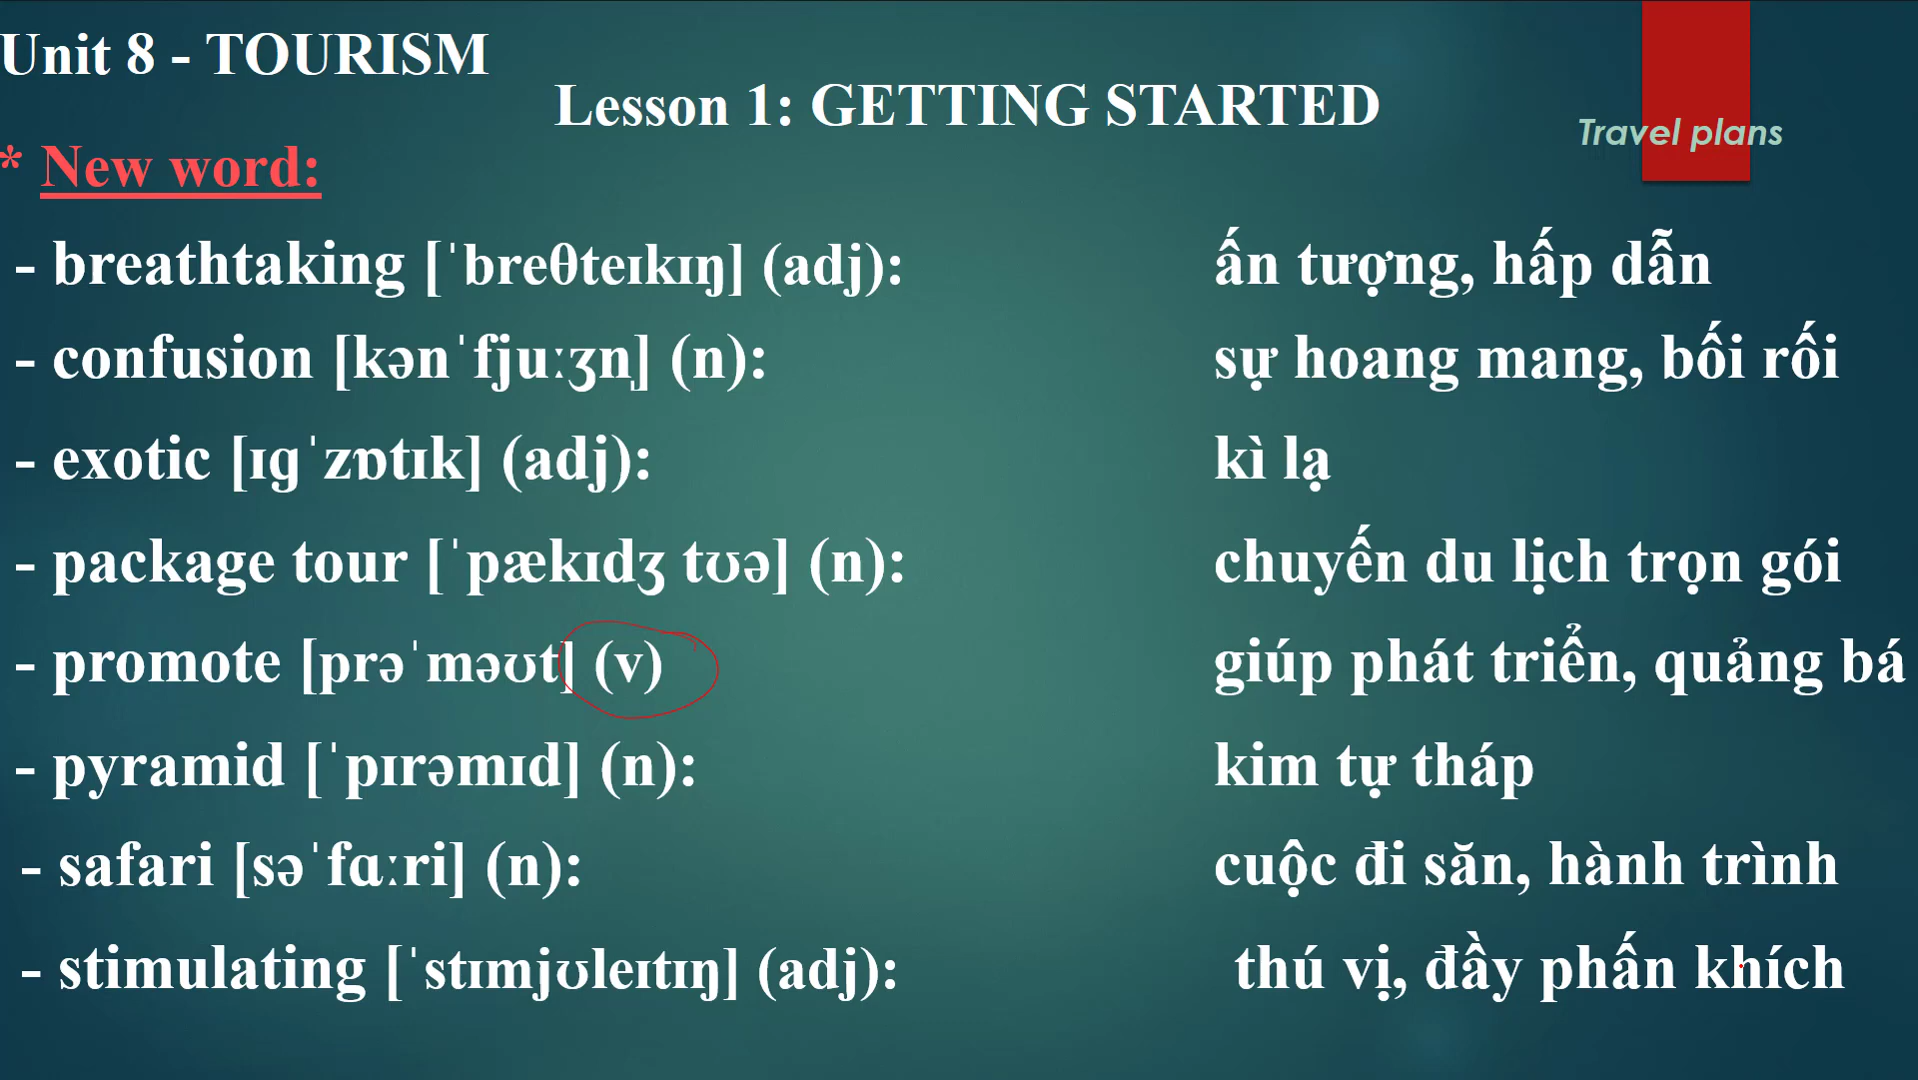 Unit 8 - TOURISM
Lesson 1: GETTING STARTED
Travel plans
* New word:
- breathtaking [ˈbreθteɪkɪŋ] (adj): ấn tượng, hấp dẫn
- confusion [kənˈfjuːʒn̩] (n): sự hoang mang, bối rối
- exotic [ɪɡˈzɒtɪk] (adj): kì lạ
- package tour [ˈpækɪdʒ tʊə] (n): chuyến du lịch trọn gói
- promote [prəˈməʊt] (v) giúp phát triển, quảng bá
- pyramid [ˈpɪrəmɪd] (n): kim tự tháp
- safari [səˈfɑːri] (n): cuộc đi săn, hành trình
- stimulating [ˈstɪmjʊleɪtɪŋ] (adj): thú vị, đầy phấn khích